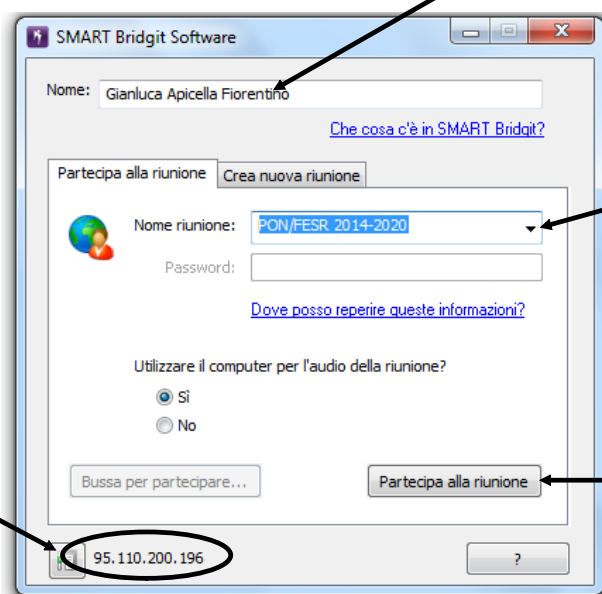 SMART Bridgit Software
Nome: Gianluca Apicella Fiorentino
Che cosa c'è in SMART Bridgit?
Partecipa alla riunione Crea nuova riunione
Nome riunione: PON/FESR 2014-2020
Password:
Dove posso reperire queste informazioni?
Utilizzare il computer per l'audio della riunione?
Sì
No
Bussa per partecipare... Partecipa alla riunione
95.110.200.196 ?